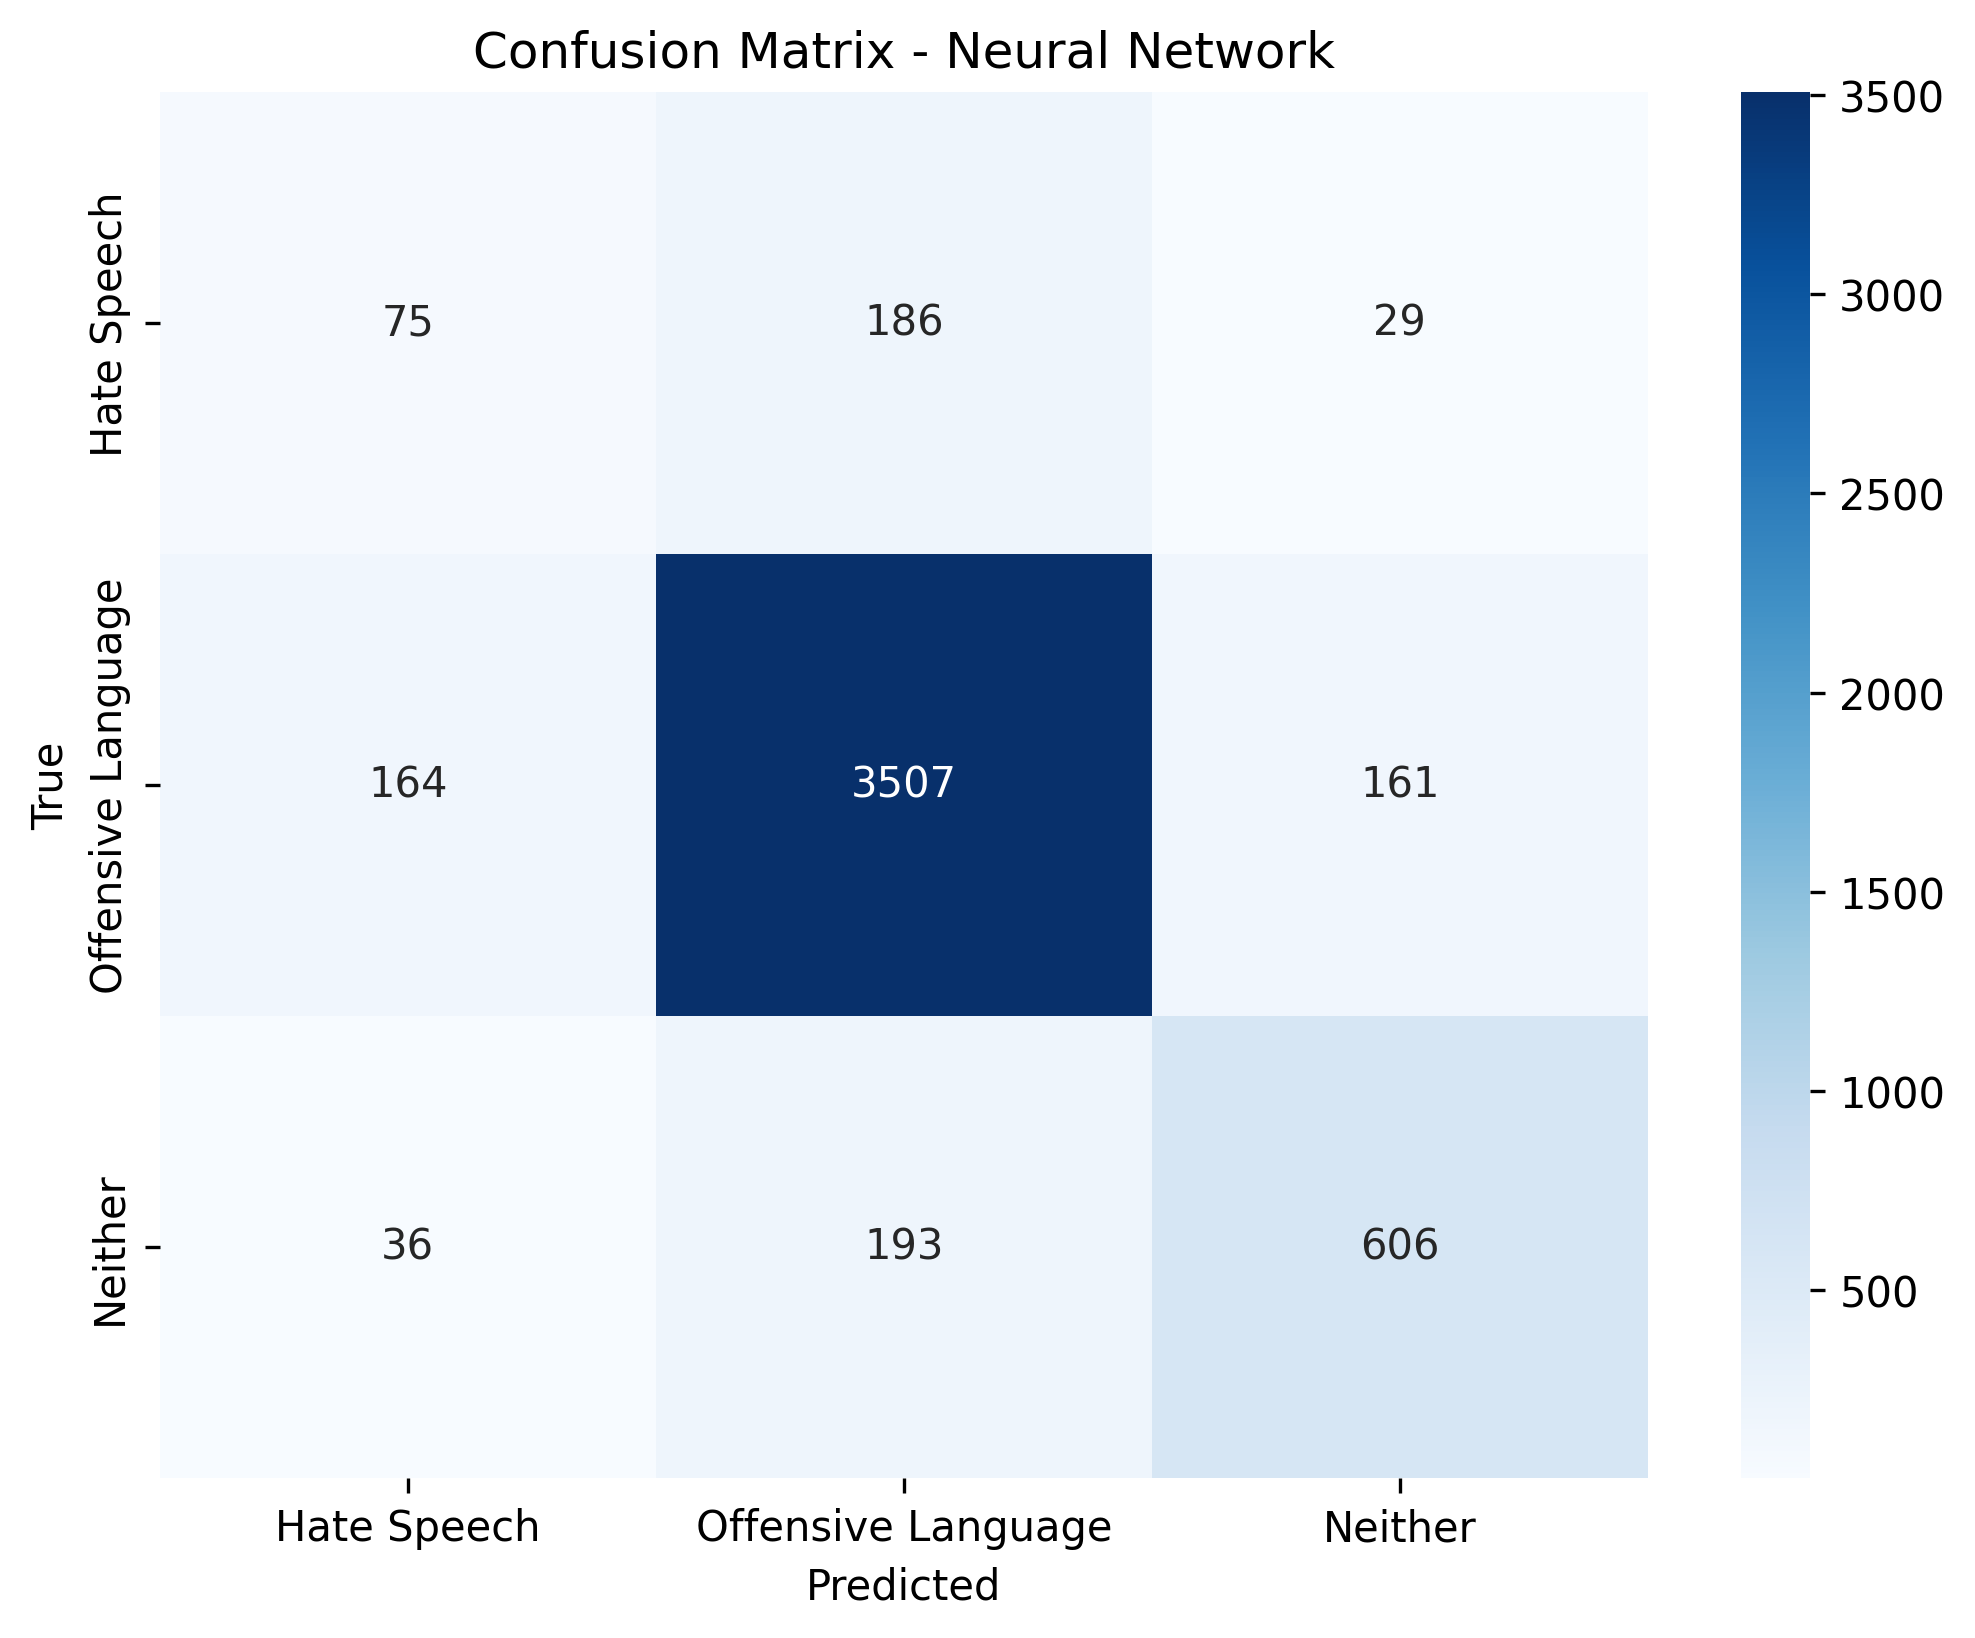 Confusion Matrix - Neural Network
True
Hate Speech
Offensive Language
Neither
75 186 29
164 3507 161
36 193 606
Hate Speech Offensive Language Neither
Predicted
3500
3000
2500
2000
1500
1000
500